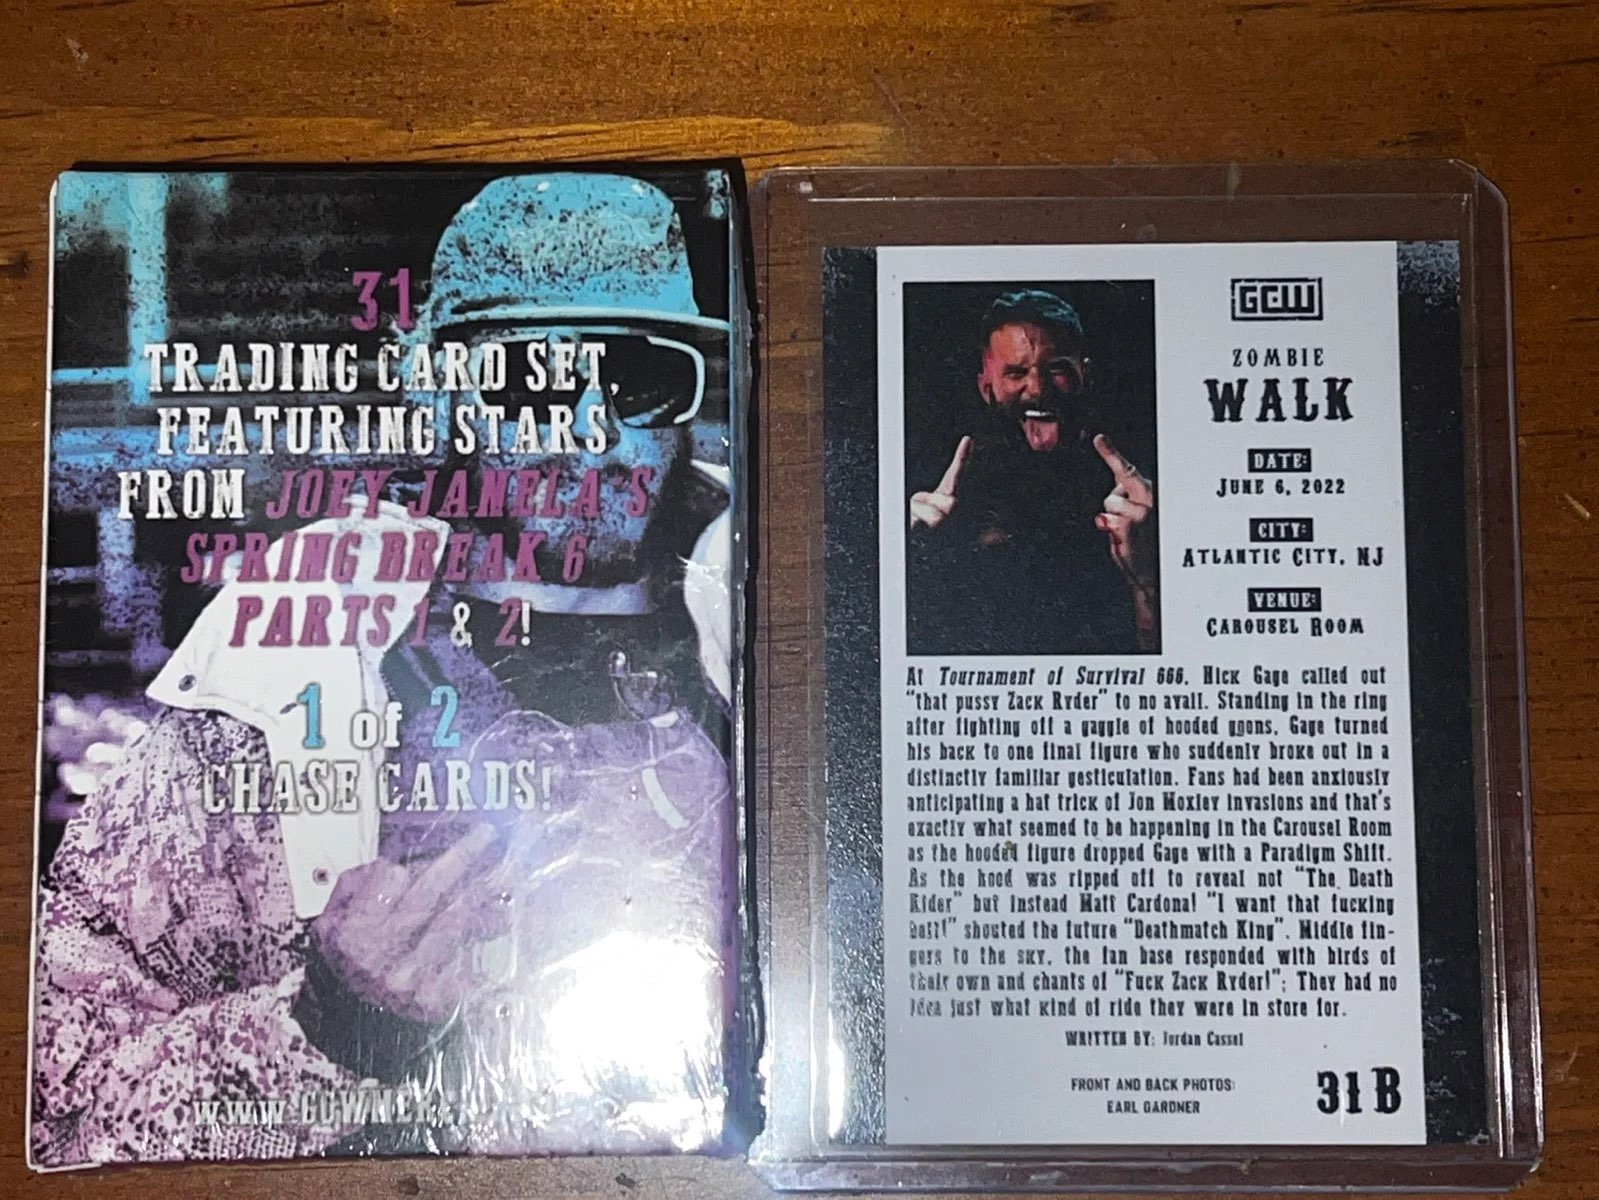 31
TRADING CARD SET,
FEATURING STARS
FROM JOEY JANELA'S
SPRING BREAK 6
PARTS 1 & 2!
1 of 2
CHASE CARDS!
GCW
ZOMBIE
WALK
DATE:
JUNE 6, 2022
CITY:
ATLANTIC CITY, NJ
VENUE:
CAROUSEL ROOM
At Tournament of Survival 666, Nick Gage called out
"that pussy Zack Ryder" to no avail. Standing in the ring
after fighting off a gaggle of hooded goons, Gage turned
his back to one final figure who suddenly broke out in a
distinctly familiar gesticulation. Fans had been anxiously
anticipating a hat trick of Jon Moxley invasions and that's
exactly what seemed to be happening in the Carousel Room
as the hooded figure dropped Gage with a Paradigm Shift.
As the hood was ripped off to reveal not "The Death
Rider" but instead Matt Cardona! "I want that fucking
belt!" shouted the future "Deathmatch King". Middle fin-
gers to the sky, the fan base responded with birds of
their own and chants of "Fuck Zack Ryder!"; They had no
idea just what kind of ride they were in store for.
WRITTEN BY: Jordan Cassel
FRONT AND BACK PHOTOS:
EARL GARDNER
31B